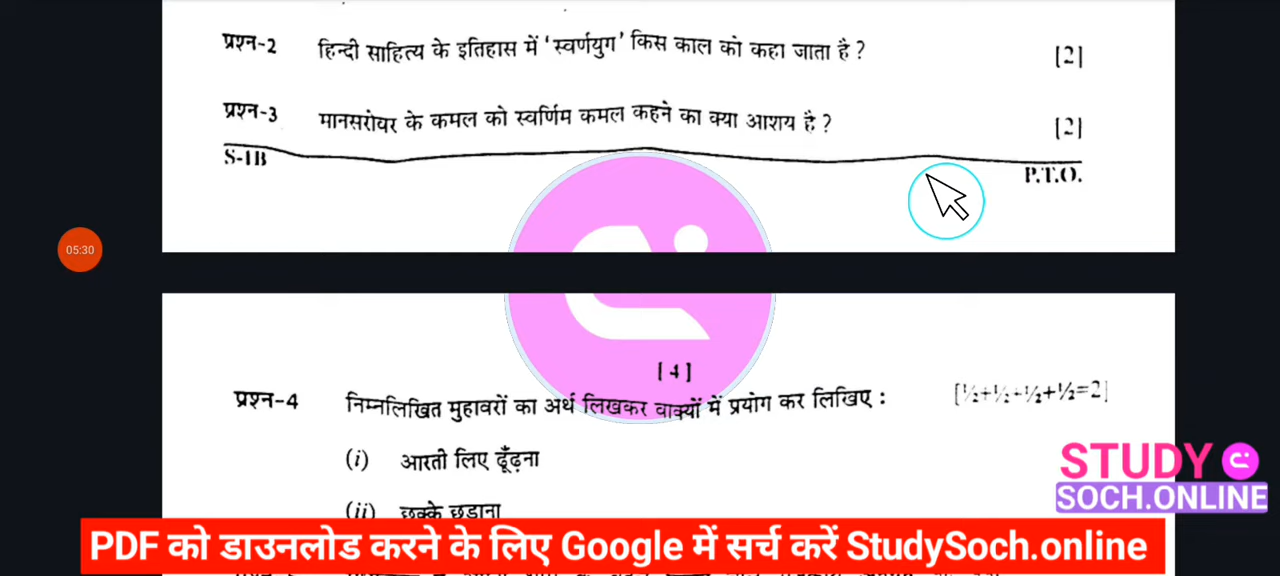 प्रश्न-2 हिन्दी साहित्य के इतिहास में 'स्वर्णयुग' किस काल को कहा जाता है ? [2]
प्रश्न-3 मानसरोवर के कमल को स्वर्णिम कमल कहने का क्या आशय है ? [2]
S-1B P.T.O.
05:30
[ 4 ]
प्रश्न-4 निम्नलिखित मुहावरों का अर्थ लिखकर वाक्यों में प्रयोग कर लिखिए : [½+½+½+½=2]
(i) आरती लिए ढूँढ़ना
(ii) छक्के छुड़ाना
STUDY
SOCH.ONLINE
PDF को डाउनलोड करने के लिए Google में सर्च करें StudySoch.online